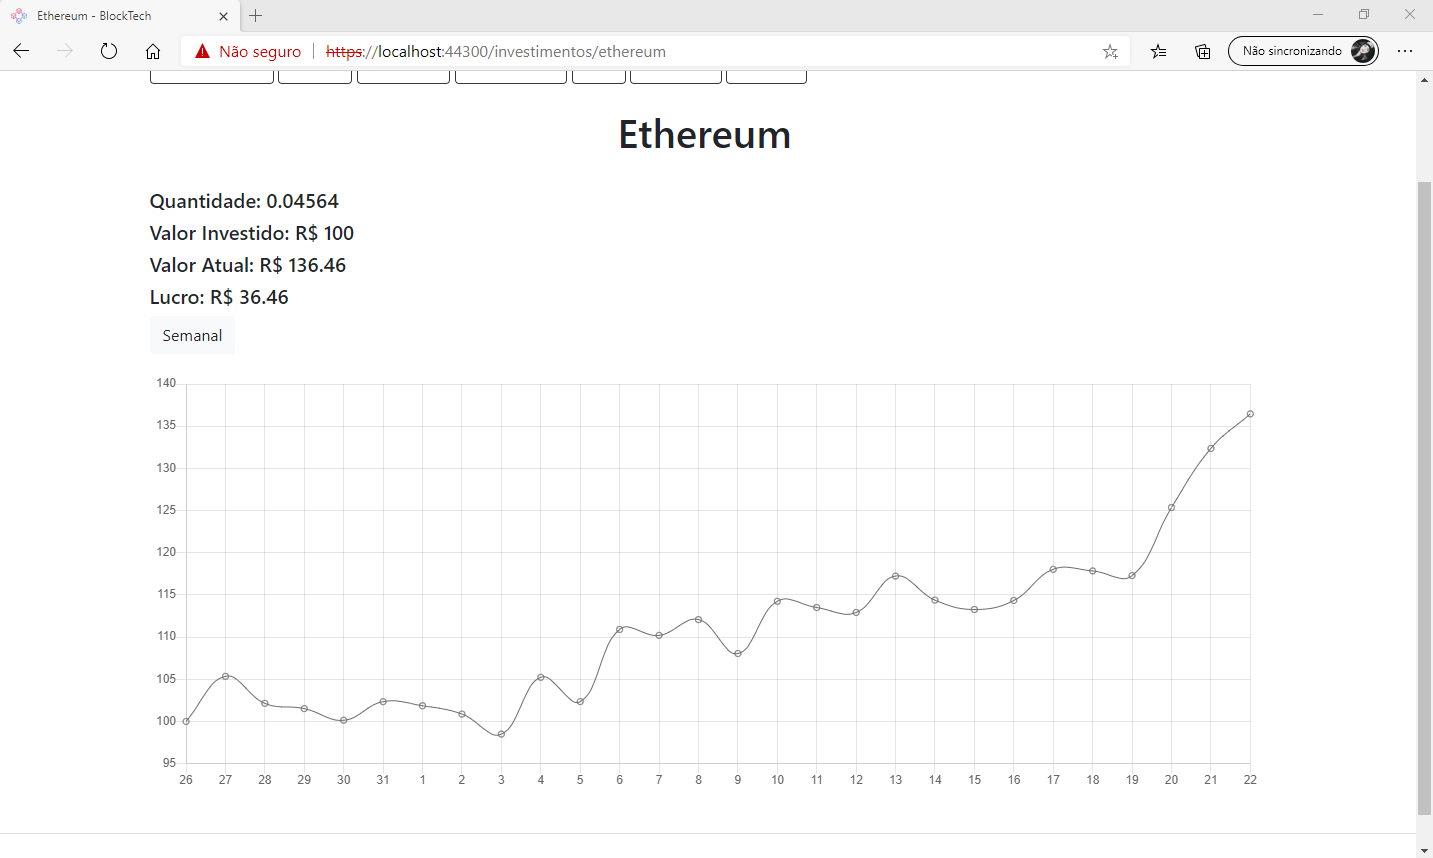 Ethereum - BlockTech
Não seguro https://localhost:44300/investimentos/ethereum Não sincronizando
Ethereum
Quantidade: 0.04564
Valor Investido: R$ 100
Valor Atual: R$ 136.46
Lucro: R$ 36.46
Semanal
140
135
130
125
120
115
110
105
100
95
26 27 28 29 30 31 1 2 3 4 5 6 7 8 9 10 11 12 13 14 15 16 17 18 19 20 21 22